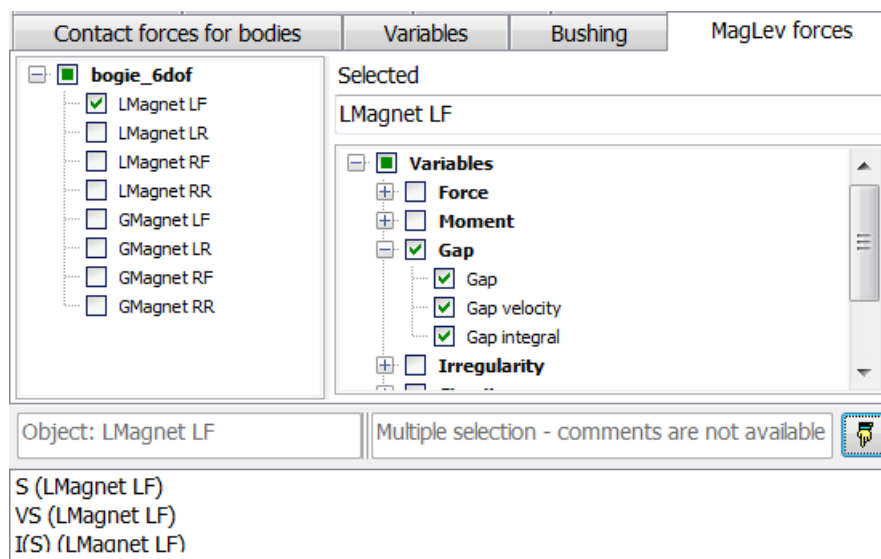 Contact forces for bodies
Variables
Bushing
MagLev forces
bogie_6dof
LMagnet LF
LMagnet LR
LMagnet RF
LMagnet RR
GMagnet LF
GMagnet LR
GMagnet RF
GMagnet RR
Selected
LMagnet LF
Variables
Force
Moment
Gap
Gap
Gap velocity
Gap integral
Irregularity
Object: LMagnet LF
Multiple selection - comments are not available
S (LMagnet LF)
VS (LMagnet LF)
I(S) (LMagnet LF)